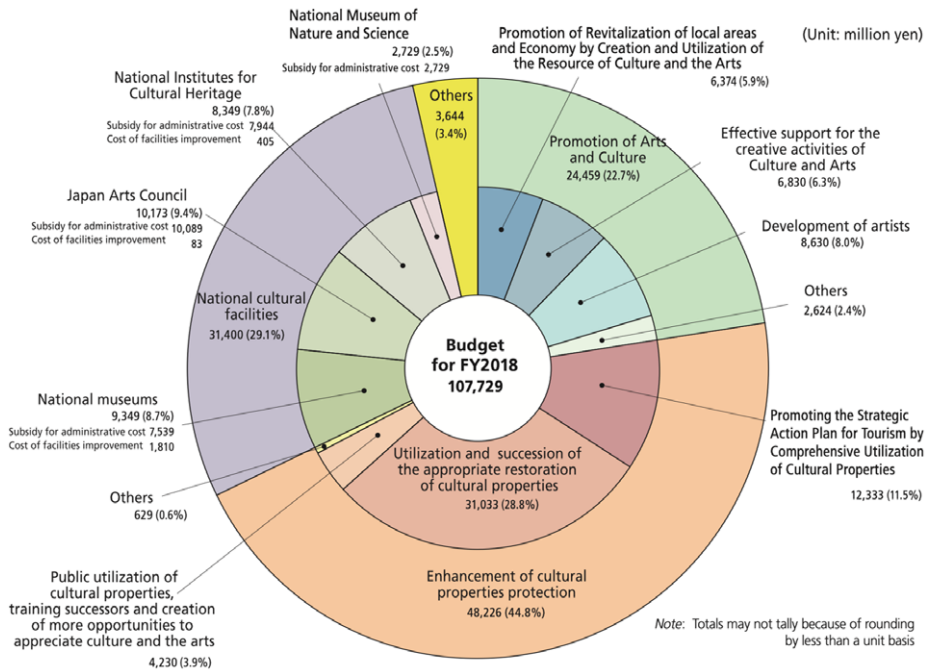 National Museum of
Nature and Science
2,729 (2.5%)
Subsidy for administrative cost 2,729
Promotion of Revitalization of local areas
and Economy by Creation and Utilization of
the Resource of Culture and the Arts
6,374 (5.9%)
(Unit: million yen)
National Institutes for
Cultural Heritage
8,349 (7.8%)
Subsidy for administrative cost 7,944
Cost of facilities improvement 405
Others
3,644
(3.4%)
Promotion of Arts
and Culture
24,459 (22.7%)
Effective support for the
creative activities of
Culture and Arts
6,830 (6.3%)
Japan Arts Council
10,173 (9.4%)
Subsidy for administrative cost 10,089
Cost of facilities improvement 83
Development of artists
8,630 (8.0%)
National cultural
facilities
31,400 (29.1%)
Others
2,624 (2.4%)
Budget
for FY2018
107,729
National museums
9,349 (8.7%)
Subsidy for administrative cost 7,539
Cost of facilities improvement 1,810
Promoting the Strategic
Action Plan for Tourism by
Comprehensive Utilization
of Cultural Properties
12,333 (11.5%)
Utilization and succession of
the appropriate restoration
of cultural properties
31,033 (28.8%)
Others
629 (0.6%)
Public utilization of
cultural properties,
training successors and creation
of more opportunities to
appreciate culture and the arts
4,230 (3.9%)
Enhancement of cultural
properties protection
48,226 (44.8%)
Note: Totals may not tally because of rounding
by less than a unit basis